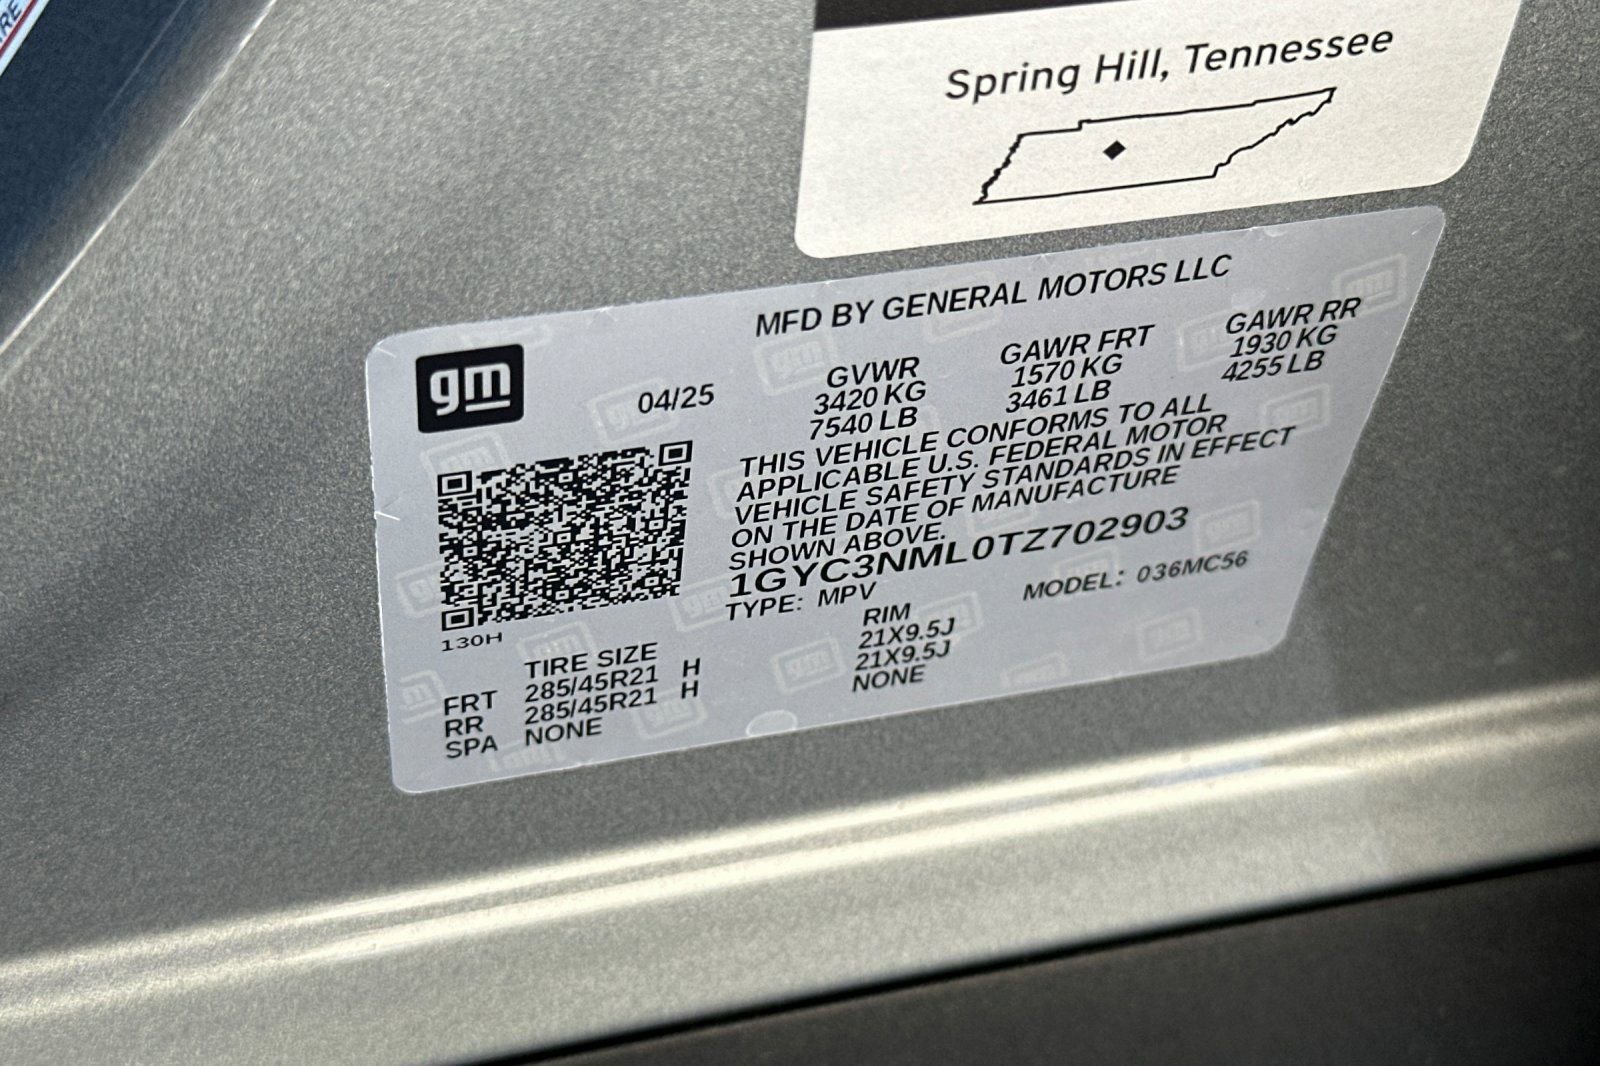 RE
Spring Hill, Tennessee
MFD BY GENERAL MOTORS LLC
gm
04/25
GVWR
3420 KG
7540 LB
GAWR FRT
1570 KG
3461 LB
GAWR RR
1930 KG
4255 LB
THIS VEHICLE CONFORMS TO ALL
APPLICABLE U.S. FEDERAL MOTOR
VEHICLE SAFETY STANDARDS IN EFFECT
ON THE DATE OF MANUFACTURE
SHOWN ABOVE.
1GYC3NML0TZ702903
TYPE: MPV MODEL: 036MC56
130H
TIRE SIZE RIM
FRT 285/45R21 H 21X9.5J
RR 285/45R21 H 21X9.5J
SPA NONE NONE